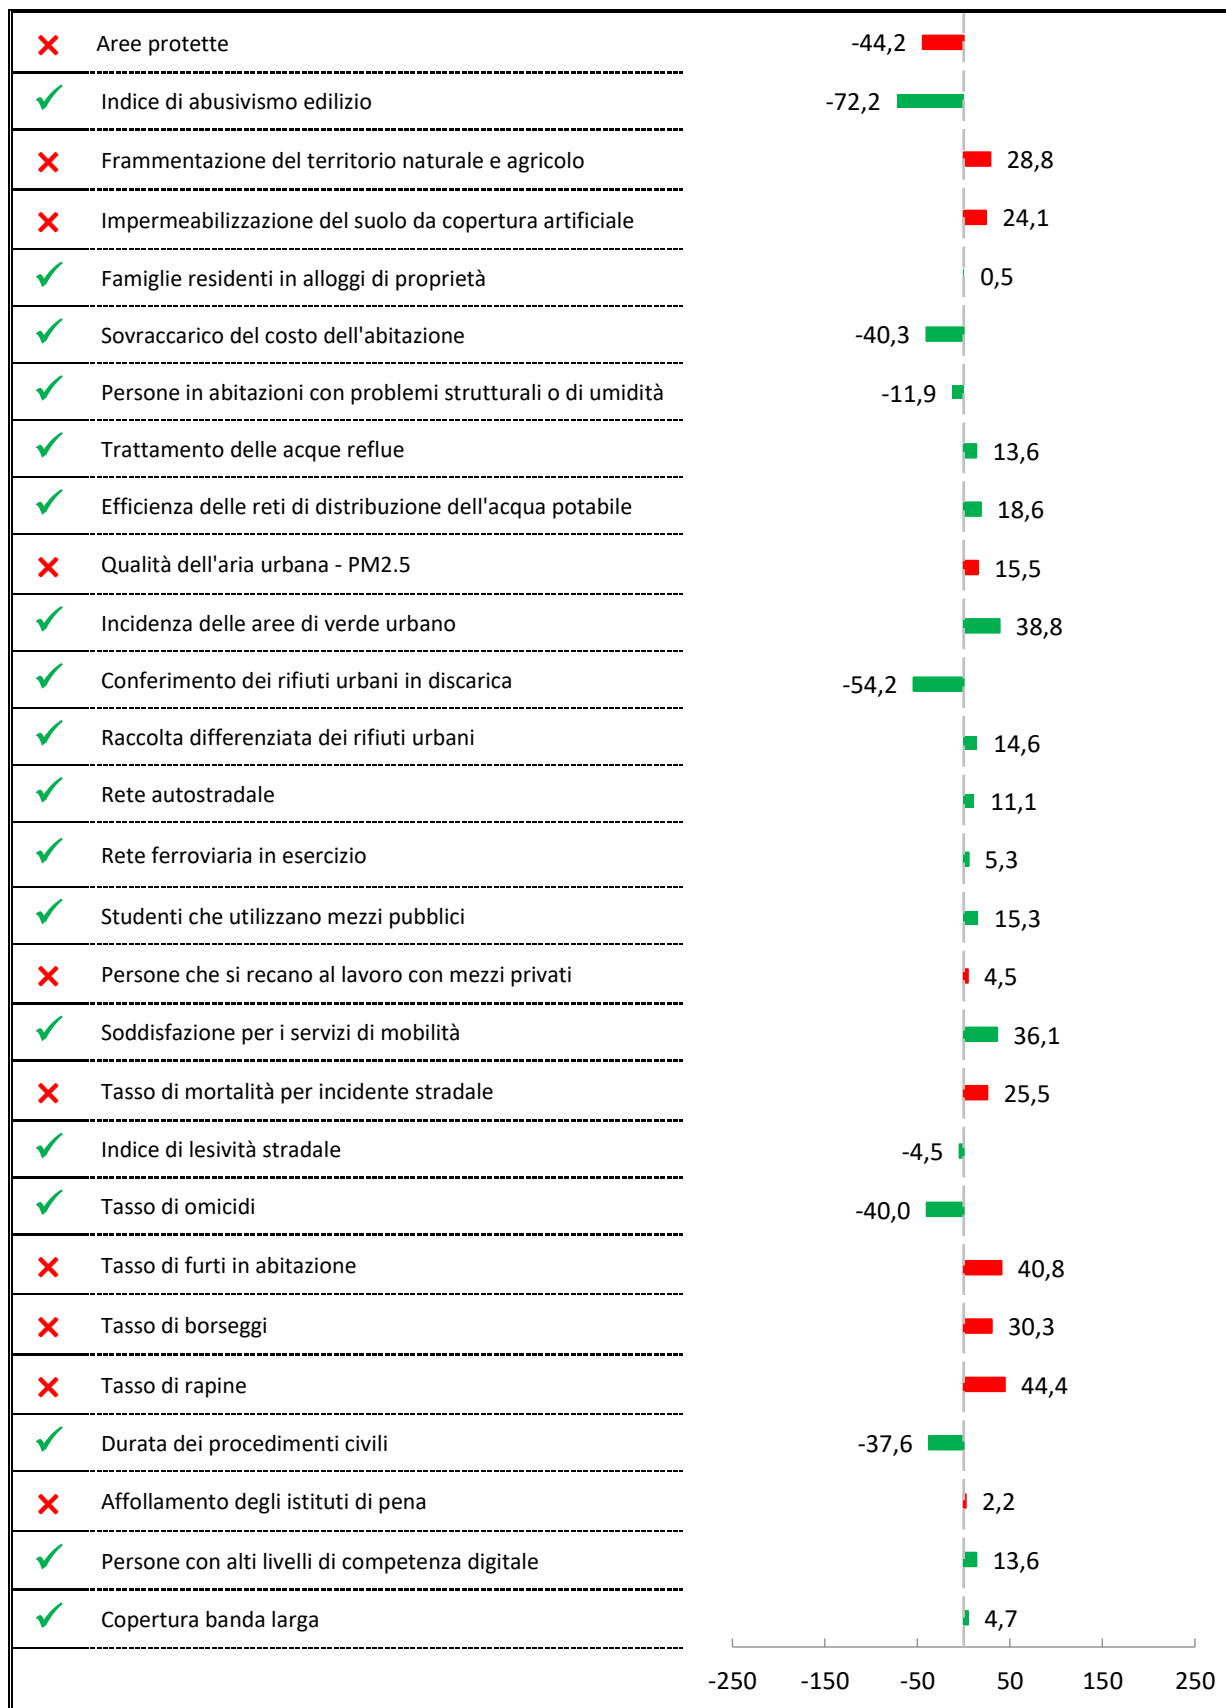 Aree protette -44,2
Indice di abusivismo edilizio -72,2
Frammentazione del territorio naturale e agricolo 28,8
Impermeabilizzazione del suolo da copertura artificiale 24,1
Famiglie residenti in alloggi di proprietà 0,5
Sovraccarico del costo dell'abitazione -40,3
Persone in abitazioni con problemi strutturali o di umidità -11,9
Trattamento delle acque reflue 13,6
Efficienza delle reti di distribuzione dell'acqua potabile 18,6
Qualità dell'aria urbana - PM2.5 15,5
Incidenza delle aree di verde urbano 38,8
Conferimento dei rifiuti urbani in discarica -54,2
Raccolta differenziata dei rifiuti urbani 14,6
Rete autostradale 11,1
Rete ferroviaria in esercizio 5,3
Studenti che utilizzano mezzi pubblici 15,3
Persone che si recano al lavoro con mezzi privati 4,5
Soddisfazione per i servizi di mobilità 36,1
Tasso di mortalità per incidente stradale 25,5
Indice di lesività stradale -4,5
Tasso di omicidi -40,0
Tasso di furti in abitazione 40,8
Tasso di borseggi 30,3
Tasso di rapine 44,4
Durata dei procedimenti civili -37,6
Affollamento degli istituti di pena 2,2
Persone con alti livelli di competenza digitale 13,6
Copertura banda larga 4,7
-250 -150 -50 50 150 250